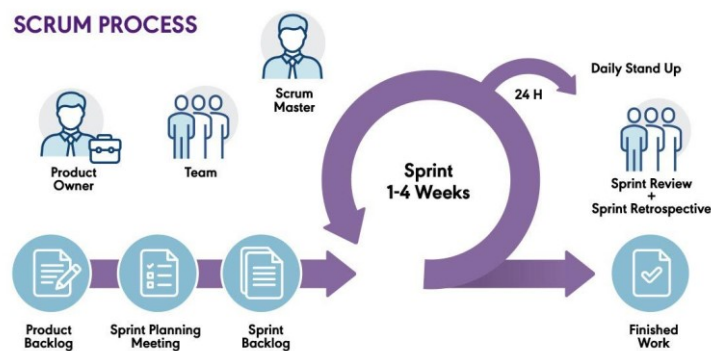 SCRUM PROCESS
Scrum
Master
Product
Owner
Team
Daily Stand Up
24 H
Sprint
1-4 Weeks
Sprint Review
+
Sprint Retrospective
Product
Backlog
Sprint Planning
Meeting
Sprint
Backlog
Finished
Work